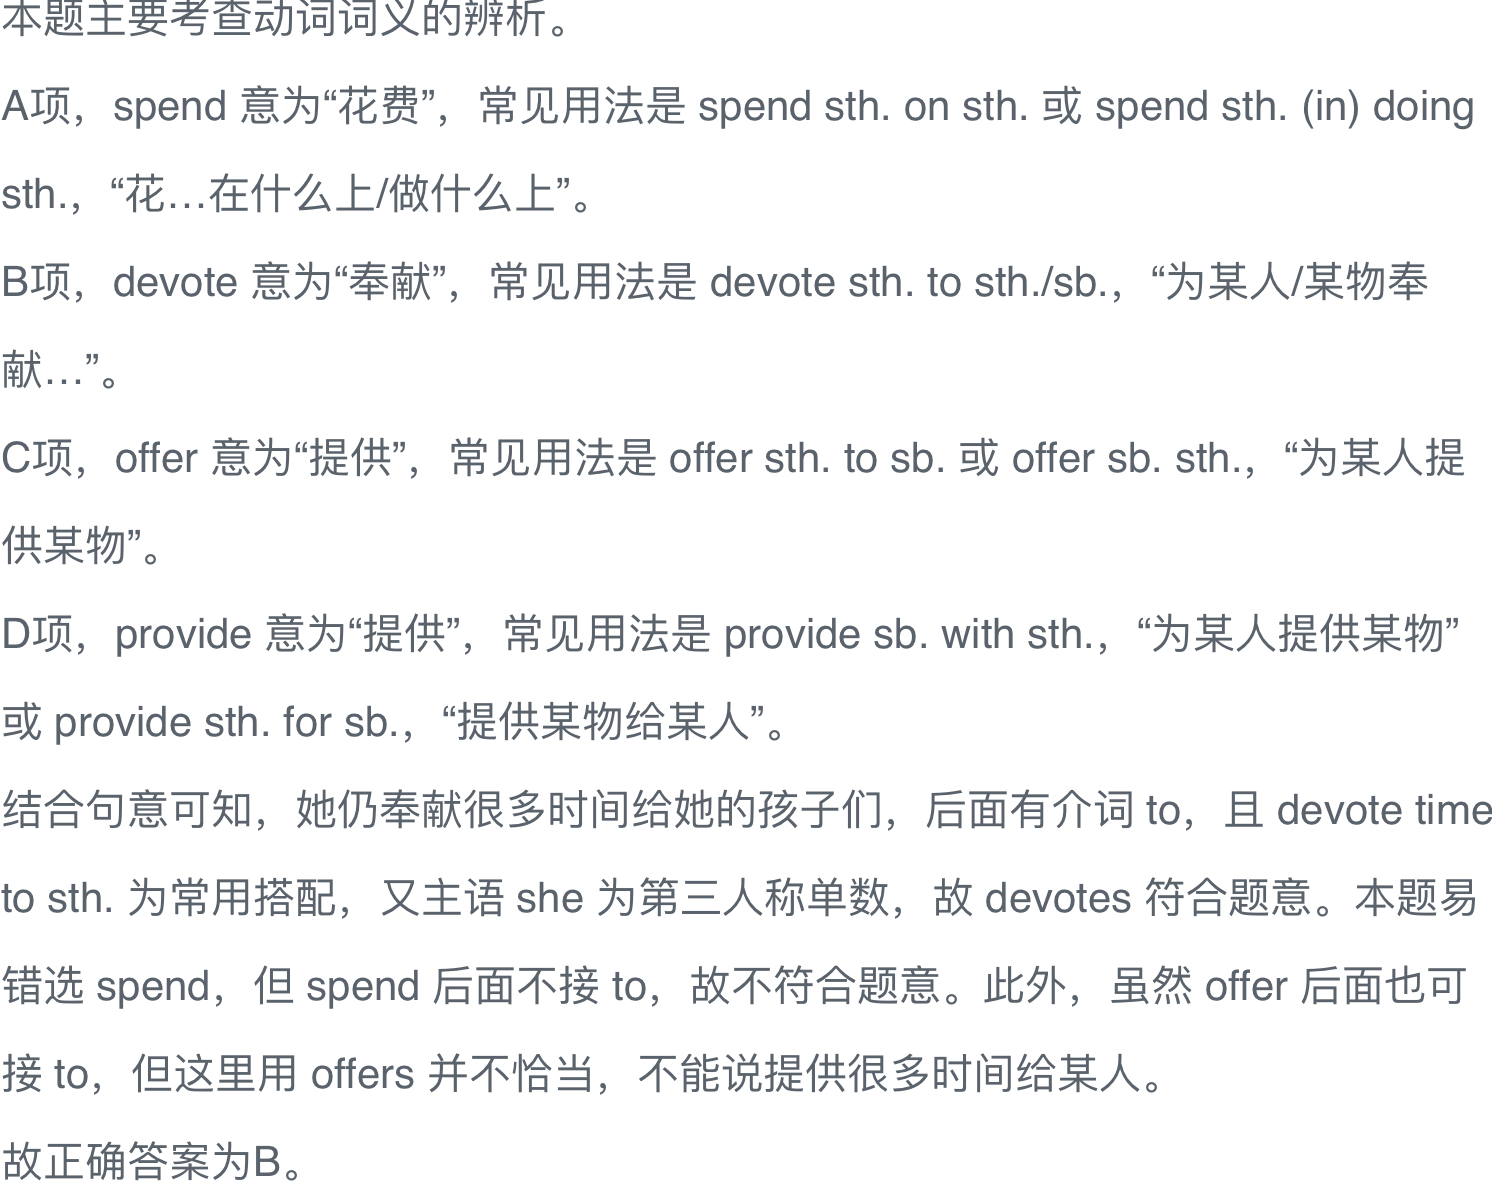 本题主要考查动词词义的辨析。
A项，spend 意为“花费”，常见用法是 spend sth. on sth. 或 spend sth. (in) doing
sth.，“花…在什么上/做什么上”。
B项，devote 意为“奉献”，常见用法是 devote sth. to sth./sb.，“为某人/某物奉
献…”。
C项，offer 意为“提供”，常见用法是 offer sth. to sb. 或 offer sb. sth.，“为某人提
供某物”。
D项，provide 意为“提供”，常见用法是 provide sb. with sth.，“为某人提供某物”
或 provide sth. for sb.，“提供某物给某人”。
结合句意可知，她仍奉献很多时间给她的孩子们，后面有介词 to，且 devote time
to sth. 为常用搭配，又主语 she 为第三人称单数，故 devotes 符合题意。本题易
错选 spend，但 spend 后面不接 to，故不符合题意。此外，虽然 offer 后面也可
接 to，但这里用 offers 并不恰当，不能说提供很多时间给某人。
故正确答案为B。